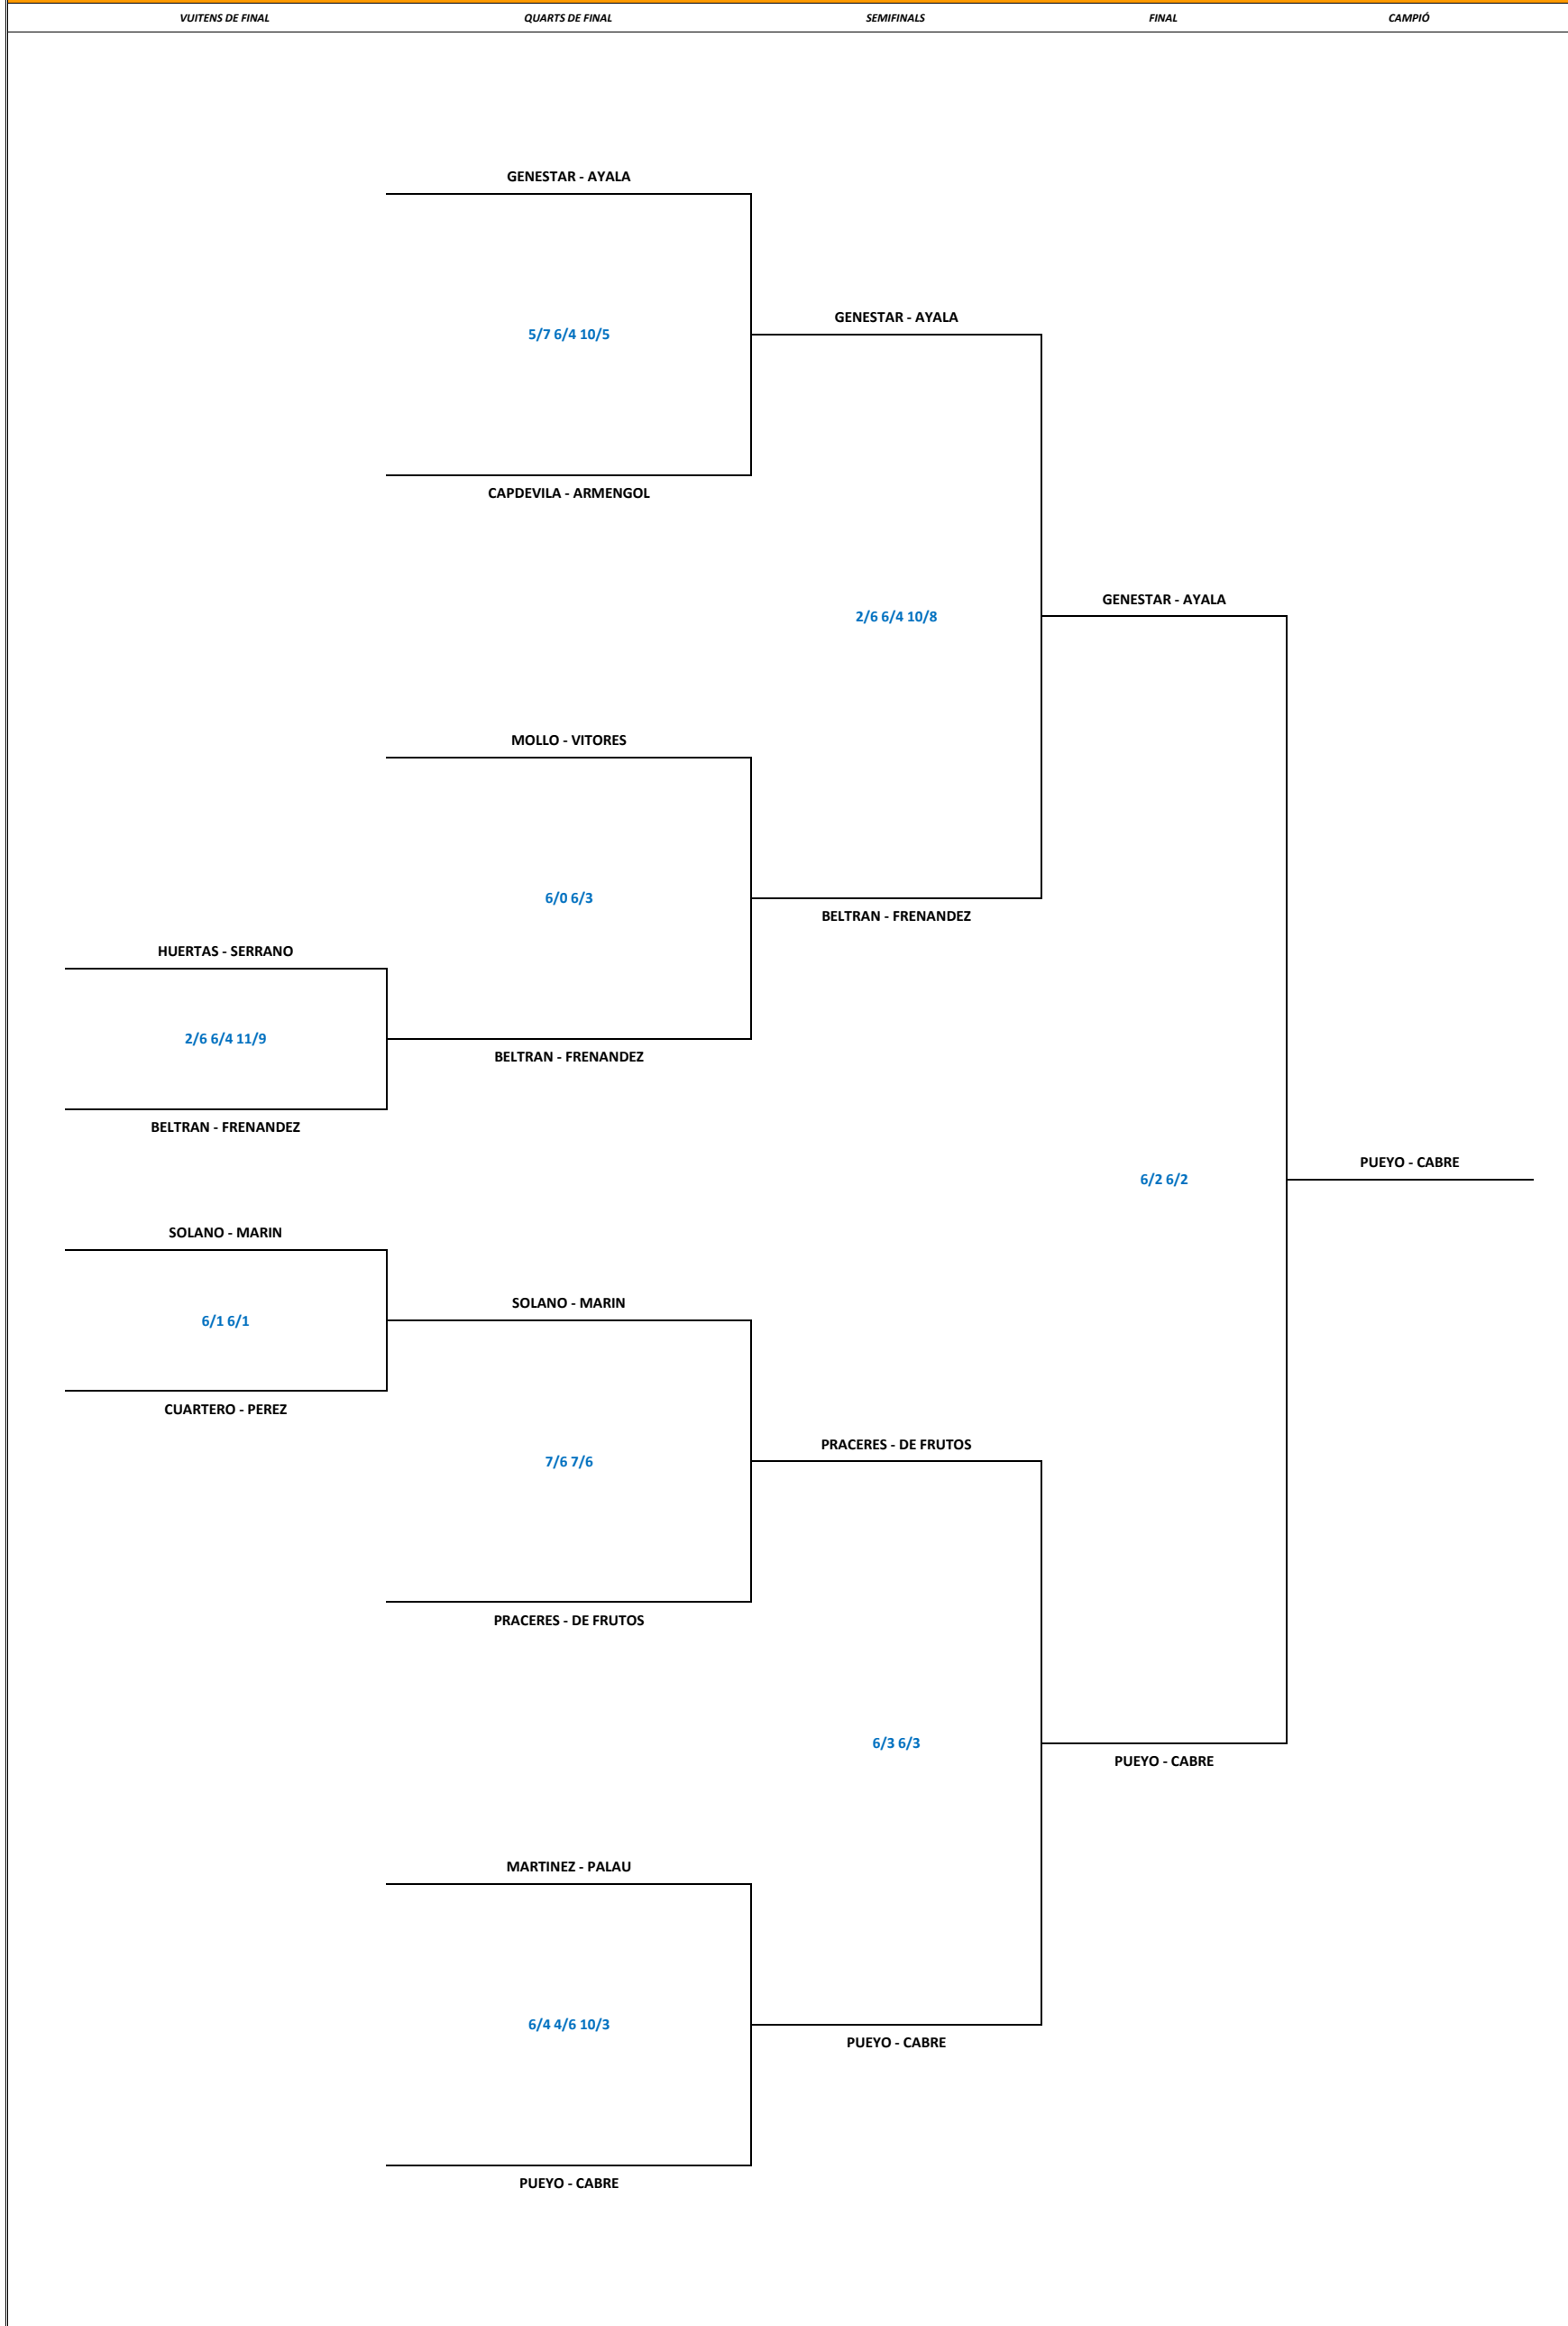 VUITENS DE FINAL QUARTS DE FINAL SEMIFINALS FINAL CAMPIÓ
GENESTAR - AYALA
GENESTAR - AYALA
5/7 6/4 10/5
CAPDEVILA - ARMENGOL
GENESTAR - AYALA
2/6 6/4 10/8
MOLLO - VITORES
6/0 6/3
BELTRAN - FRENANDEZ
HUERTAS - SERRANO
2/6 6/4 11/9
BELTRAN - FRENANDEZ
BELTRAN - FRENANDEZ
PUEYO - CABRE
6/2 6/2
SOLANO - MARIN
SOLANO - MARIN
6/1 6/1
CUARTERO - PEREZ
PRACERES - DE FRUTOS
7/6 7/6
PRACERES - DE FRUTOS
6/3 6/3
PUEYO - CABRE
MARTINEZ - PALAU
6/4 4/6 10/3
PUEYO - CABRE
PUEYO - CABRE